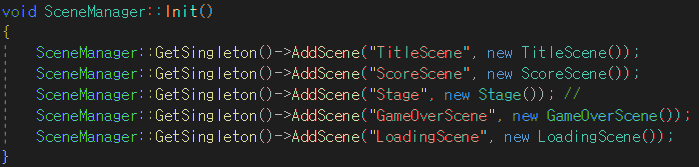 void SceneManager::Init()
{
SceneManager::GetSingleton()->AddScene("TitleScene", new TitleScene());
SceneManager::GetSingleton()->AddScene("ScoreScene", new ScoreScene());
SceneManager::GetSingleton()->AddScene("Stage", new Stage()); //
SceneManager::GetSingleton()->AddScene("GameOverScene", new GameOverScene());
SceneManager::GetSingleton()->AddScene("LoadingScene", new LoadingScene());
}